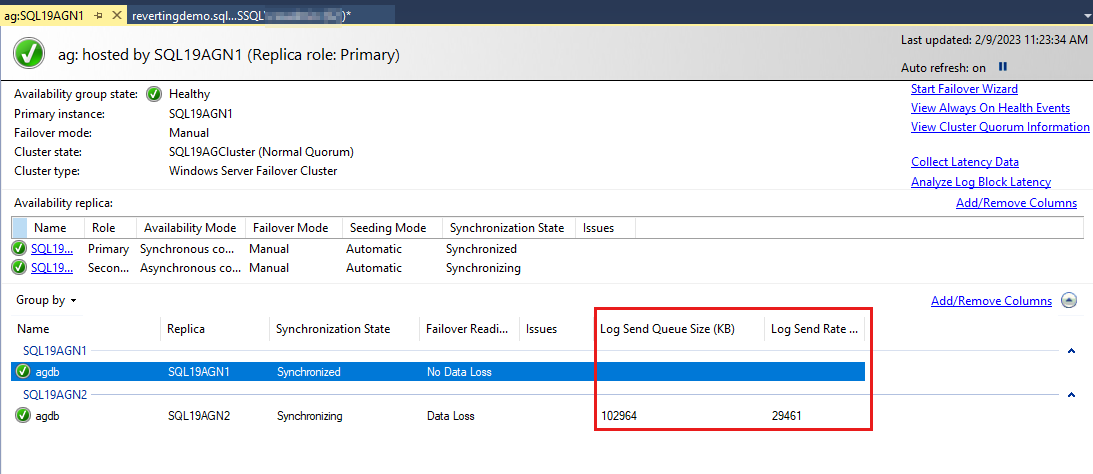 ag:SQL19AGN1 revertingdemo.sql...SSQL\ )*
ag: hosted by SQL19AGN1 (Replica role: Primary)
Last updated: 2/9/2023 11:23:34 AM
Auto refresh: on
Availability group state: Healthy
Primary instance: SQL19AGN1
Failover mode: Manual
Cluster state: SQL19AGCluster (Normal Quorum)
Cluster type: Windows Server Failover Cluster
Start Failover Wizard
View Always On Health Events
View Cluster Quorum Information
Collect Latency Data
Analyze Log Block Latency
Availability replica: Add/Remove Columns
Name Role Availability Mode Failover Mode Seeding Mode Synchronization State Issues
SQL19... Primary Synchronous co... Manual Automatic Synchronized
SQL19... Secon... Asynchronous co... Manual Automatic Synchronizing
Group by Add/Remove Columns
Name Replica Synchronization State Failover Readi... Issues Log Send Queue Size (KB) Log Send Rate ...
SQL19AGN1
agdb SQL19AGN1 Synchronized No Data Loss
SQL19AGN2
agdb SQL19AGN2 Synchronizing Data Loss 102964 29461